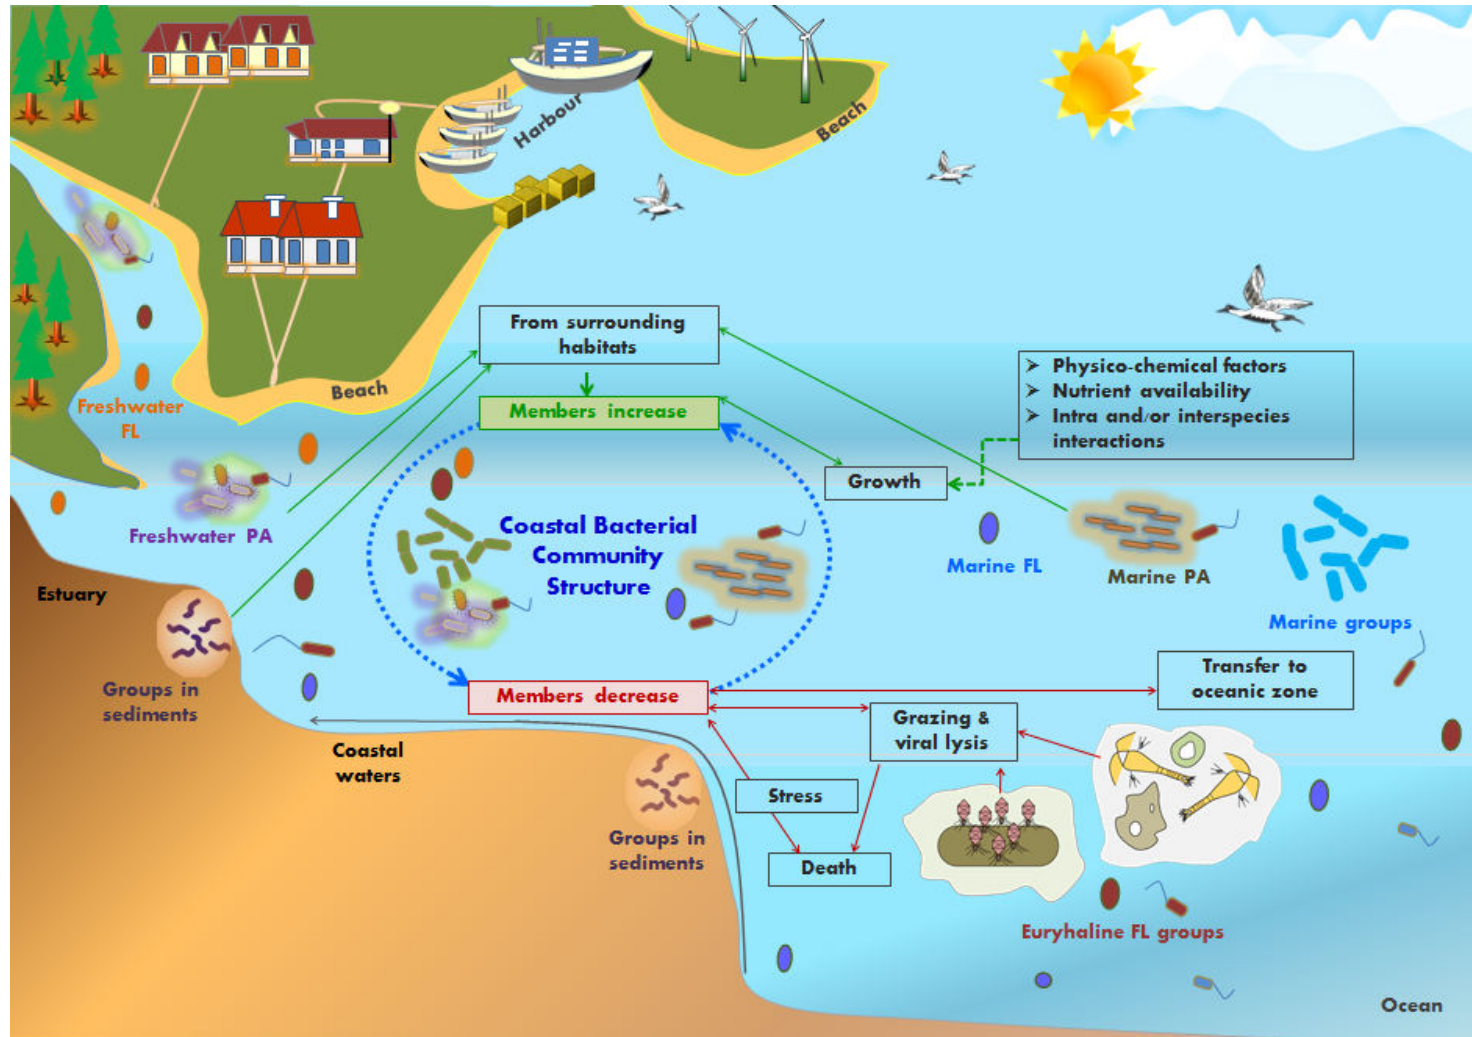 Harbour
Beach
From surrounding
habitats
Physico-chemical factors
Nutrient availability
Intra and/or interspecies
interactions
Beach
Members increase
Freshwater
FL
Growth
Freshwater PA
Coastal Bacterial
Community
Structure
Marine FL
Marine PA
Estuary
Marine groups
Groups in
sediments
Members decrease
Transfer to
oceanic zone
Grazing &
viral lysis
Coastal
waters
Stress
Groups in
sediments
Death
Euryhaline FL groups
Ocean